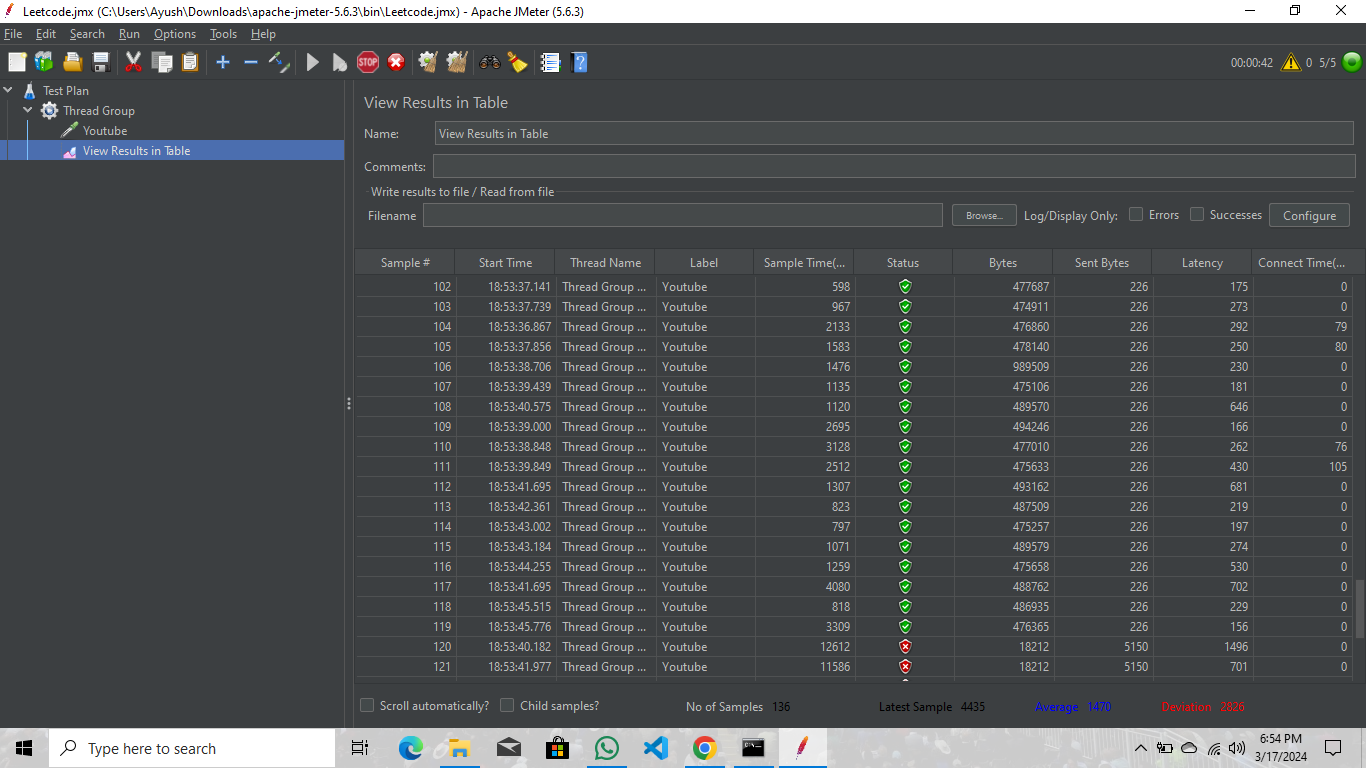 Leetcode.jmx (C:\Users\Ayush\Downloads\apache-jmeter-5.6.3\bin\Leetcode.jmx) - Apache JMeter (5.6.3)
File Edit Search Run Options Tools Help
STOP ? 00:00:42 0 5/5
Test Plan
Thread Group
Youtube
View Results in Table
View Results in Table
Name: View Results in Table
Comments:
Write results to file / Read from file
Filename Browse... Log/Display Only: Errors Successes Configure
Sample # Start Time Thread Name Label Sample Time(... Status Bytes Sent Bytes Latency Connect Time(...
102 18:53:37.141 Thread Group ... Youtube 598 477687 226 175 0
103 18:53:37.739 Thread Group ... Youtube 967 474911 226 273 0
104 18:53:36.867 Thread Group ... Youtube 2133 476860 226 292 79
105 18:53:37.856 Thread Group ... Youtube 1583 478140 226 250 80
106 18:53:38.706 Thread Group ... Youtube 1476 989509 226 230 0
107 18:53:39.439 Thread Group ... Youtube 1135 475106 226 181 0
108 18:53:40.575 Thread Group ... Youtube 1120 489570 226 646 0
109 18:53:39.000 Thread Group ... Youtube 2695 494246 226 166 0
110 18:53:38.848 Thread Group ... Youtube 3128 477010 226 262 76
111 18:53:39.849 Thread Group ... Youtube 2512 475633 226 430 105
112 18:53:41.695 Thread Group ... Youtube 1307 493162 226 681 0
113 18:53:42.361 Thread Group ... Youtube 823 487509 226 219 0
114 18:53:43.002 Thread Group ... Youtube 797 475257 226 197 0
115 18:53:43.184 Thread Group ... Youtube 1071 489579 226 274 0
116 18:53:44.255 Thread Group ... Youtube 1259 475658 226 530 0
117 18:53:41.695 Thread Group ... Youtube 4080 488762 226 702 0
118 18:53:45.515 Thread Group ... Youtube 818 486935 226 229 0
119 18:53:45.776 Thread Group ... Youtube 3309 476365 226 156 0
120 18:53:40.182 Thread Group ... Youtube 12612 18212 5150 1496 0
121 18:53:41.977 Thread Group ... Youtube 11586 18212 5150 701 0
Scroll automatically? Child samples? No of Samples 136 Latest Sample 4435 Average 1470 Deviation 2826
Type here to search
6:54 PM
3/17/2024